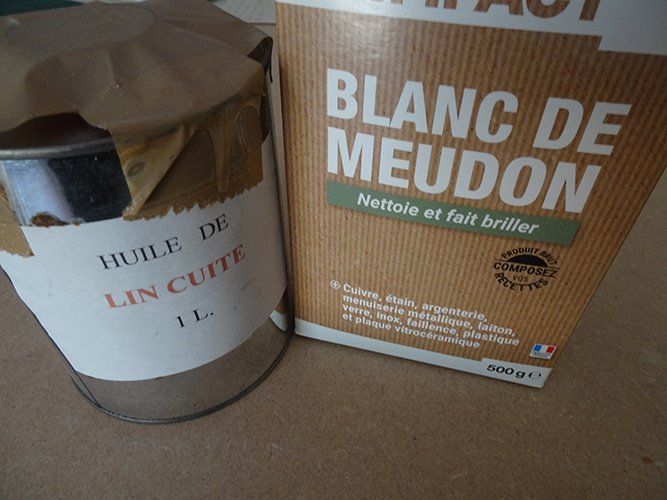 HUILE DE
LIN CUITE
1 L.
BLANC DE
MEUDON
Nettoie et fait briller
PRODUIT BRUT
COMPOSEZ
VOS
RECETTES
Cuivre, étain, argenterie,
menuiserie métallique, laiton,
verre, inox, faillence, plastique
et plaque vitrocéramique
500 g ℮